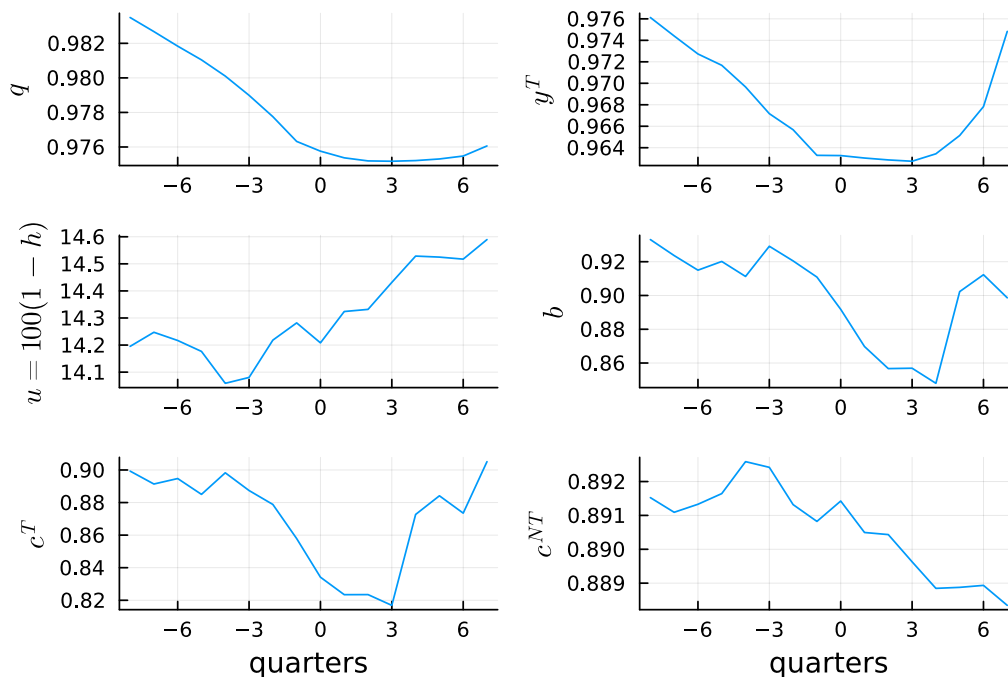 q
0.982
0.980
0.978
0.976
−6 −3 0 3 6
y^T
0.976
0.974
0.972
0.970
0.968
0.966
0.964
−6 −3 0 3 6
u = 100(1 − h)
14.6
14.5
14.4
14.3
14.2
14.1
−6 −3 0 3 6
b
0.92
0.90
0.88
0.86
−6 −3 0 3 6
c^T
0.90
0.88
0.86
0.84
0.82
−6 −3 0 3 6
quarters
c^{NT}
0.892
0.891
0.890
0.889
−6 −3 0 3 6
quarters